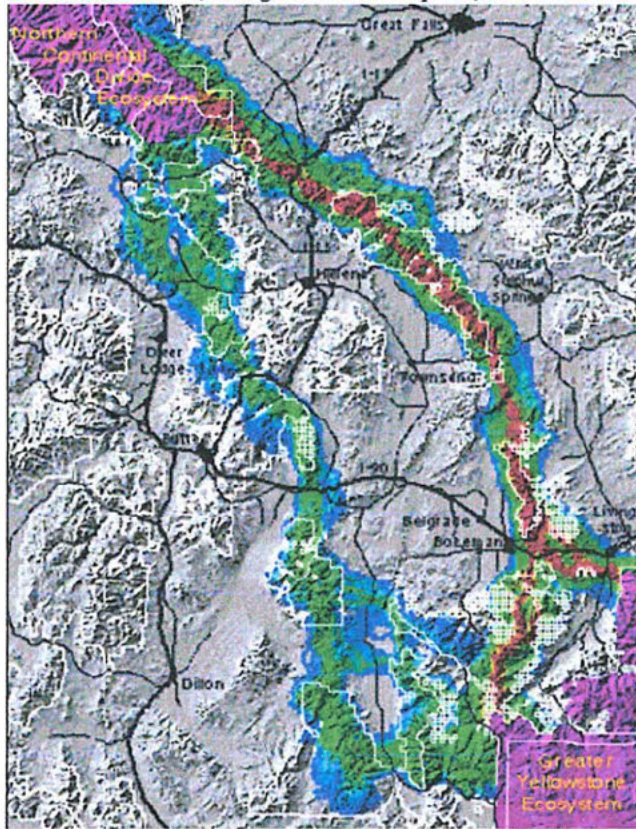 Great Falls
Northern
Continental
Divide
Ecosystem
I-15
Helena
White
Sulphur
Springs
Deer
Lodge
Townsend
Butte
I-90
Belgrade
Bozeman
Living
ston
Dillon
Greater
Yellowstone
Ecosystem